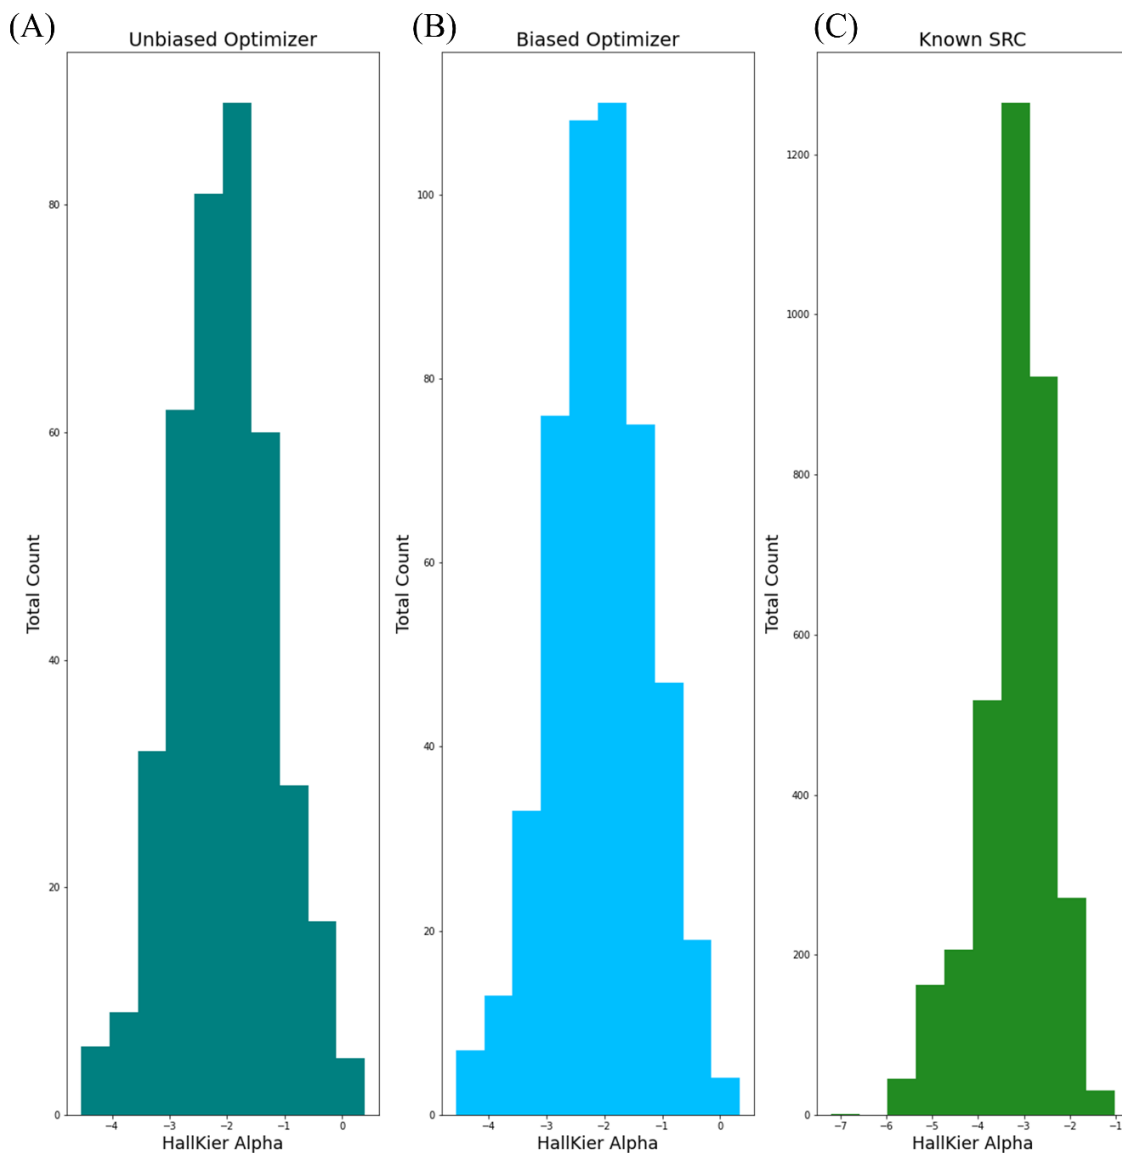 (A)
Unbiased Optimizer
80
60
40
20
0
Total Count
−4
−3
−2
−1
0
HallKier Alpha
(B)
Biased Optimizer
100
80
60
40
20
0
Total Count
−4
−3
−2
−1
0
HallKier Alpha
(C)
Known SRC
1200
1000
800
600
400
200
0
Total Count
−7
−6
−5
−4
−3
−2
−1
HallKier Alpha